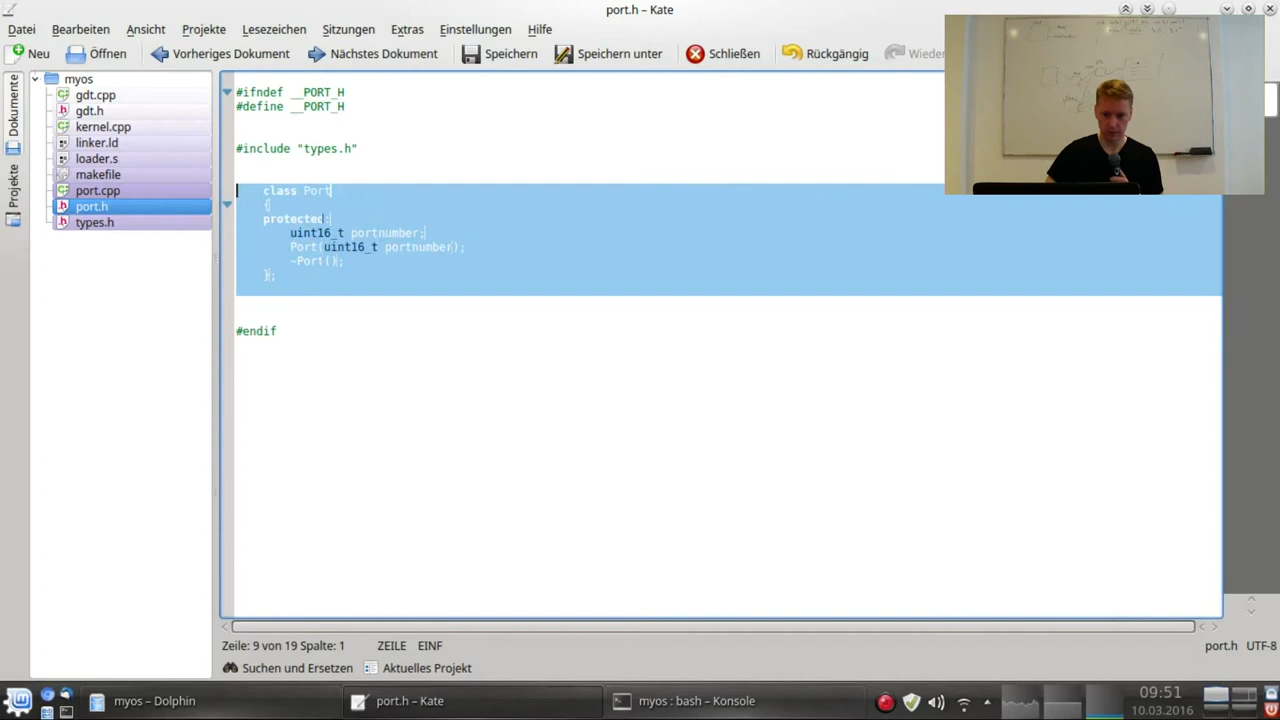 port.h – Kate
Datei Bearbeiten Ansicht Projekte Lesezeichen Sitzungen Extras Einstellungen Hilfe
Neu Öffnen Vorheriges Dokument Nächstes Dokument Speichern Speichern unter Schließen Rückgängig Wieder
Dokumente
Projekte
myos
gdt.cpp
gdt.h
kernel.cpp
linker.ld
loader.s
makefile
port.cpp
port.h
types.h
#ifndef __PORT_H
#define __PORT_H
#include "types.h"
class Port
{
protected:
uint16_t portnumber;
Port(uint16_t portnumber);
~Port();
};
#endif
Zeile: 9 von 19 Spalte: 1 ZEILE EINF port.h UTF-8
Suchen und Ersetzen Aktuelles Projekt
myos – Dolphin port.h – Kate myos : bash – Konsole 09:51
10.03.2016